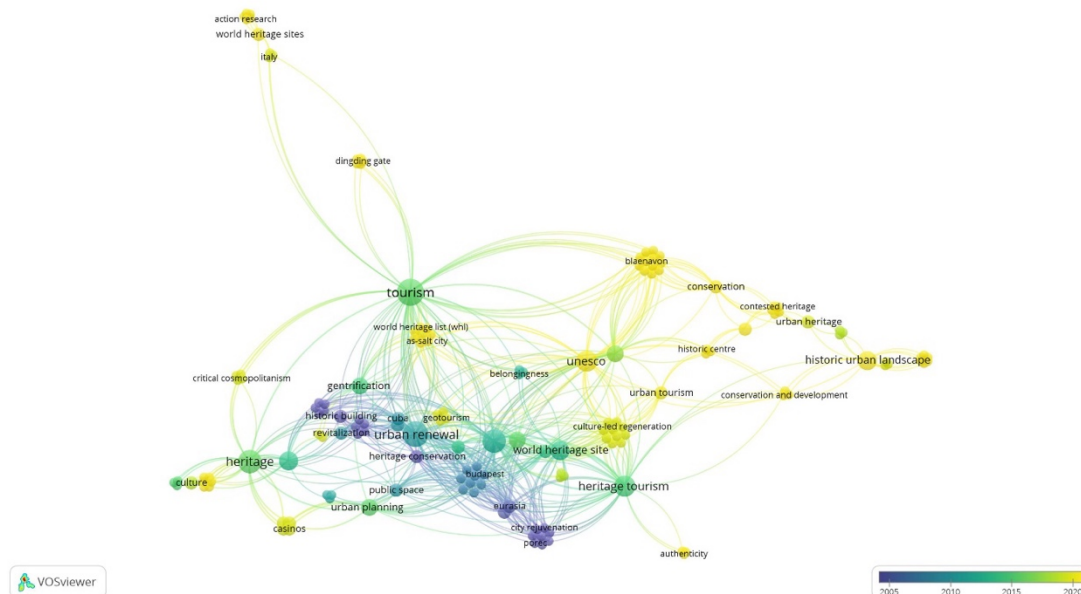 action research
world heritage sites
italy
dingding gate
blaenavon
conservation
tourism
contested heritage
urban heritage
world heritage list (whl)
as-salt city
historic centre
unesco
historic urban landscape
belongingness
critical cosmopolitanism
gentrification
urban tourism
conservation and development
historic building
cuba
geotourism
culture-led regeneration
revitalization
urban renewal
world heritage site
heritage conservation
heritage
budapest
culture
public space
heritage tourism
urban planning
eurasia
casinos
city rejuvenation
porec
authenticity
VOSviewer
2005 2010 2015 2020